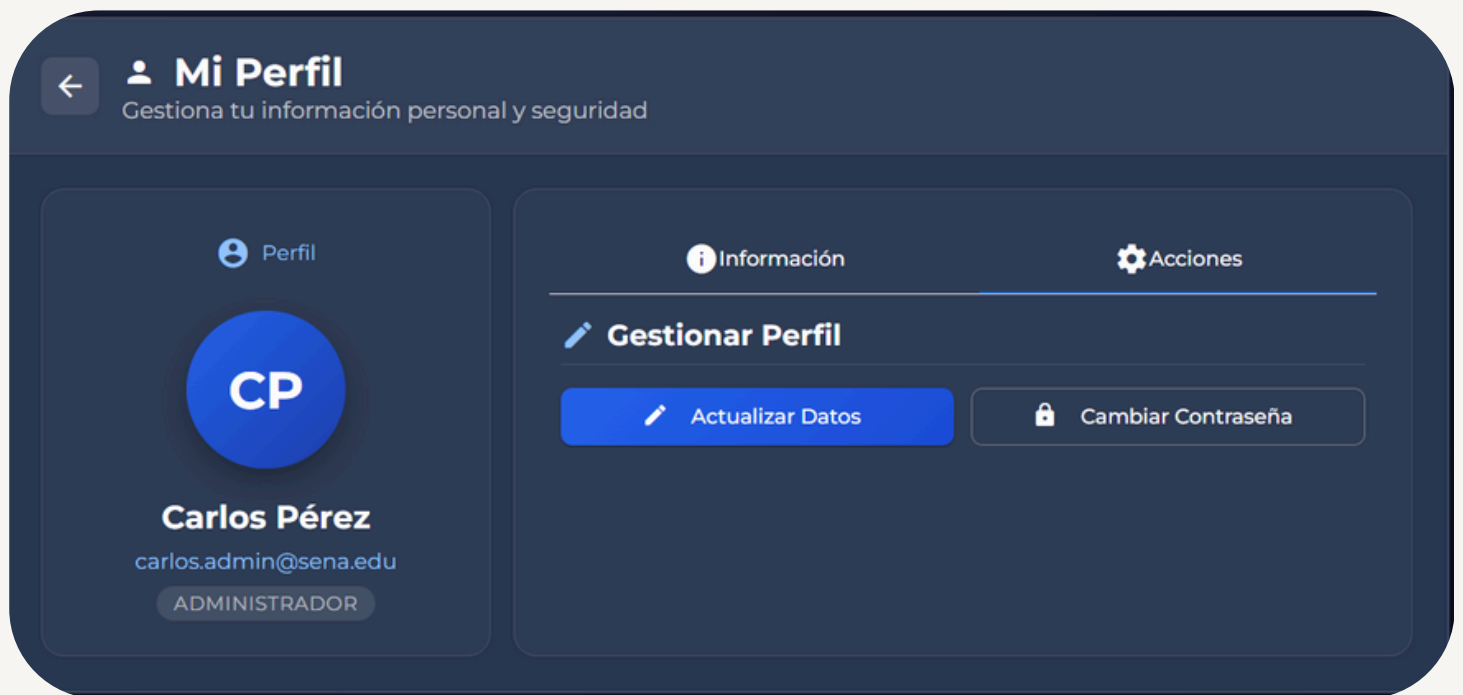 Mi Perfil
Gestiona tu información personal y seguridad
Perfil
CP
Carlos Pérez
carlos.admin@sena.edu
ADMINISTRADOR
Información
Acciones
Gestionar Perfil
Actualizar Datos
Cambiar Contraseña